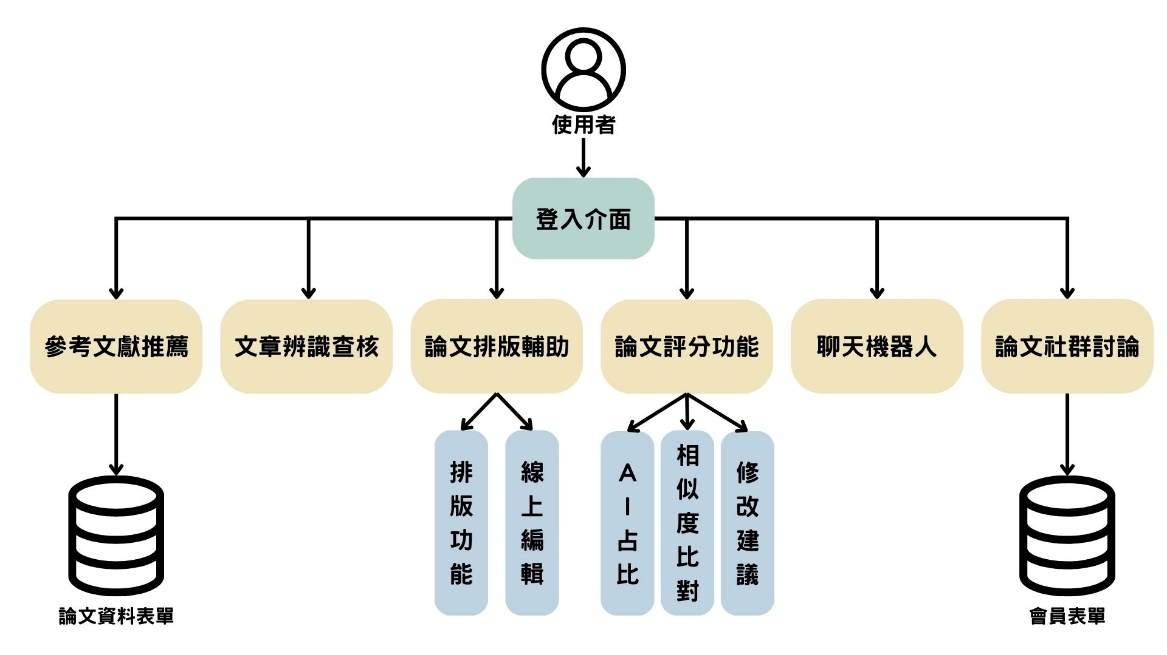 使用者
登入介面
參考文獻推薦
文章辨識查核
論文排版輔助
論文評分功能
聊天機器人
論文社群討論
排版功能
線上編輯
AI占比
相似度比對
修改建議
論文資料表單
會員表單